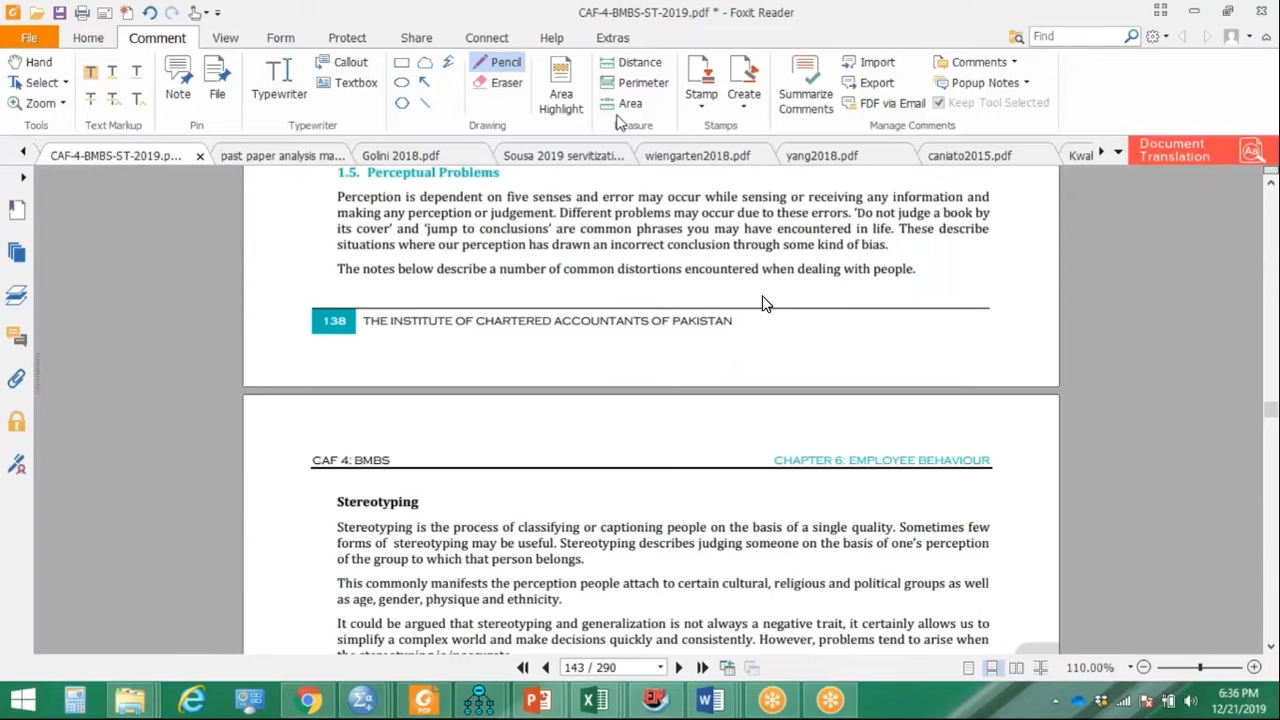 CAF-4-BMBS-ST-2019.pdf * - Foxit Reader
File Home Comment View Form Protect Share Connect Help Extras Find
Hand
Select
Zoom
Tools
T T T
T T T
Text Markup
Note File
Pin
Typewriter
Callout
Textbox
Typewriter
Pencil
Eraser
Drawing
Area
Highlight
Distance
Perimeter
Area
Stamp Create
Stamps
Summarize
Comments
Import
Export
FDF via Email
Comments
Popup Notes
Keep Tool Selected
Manage Comments
CAF-4-BMBS-ST-2019.p... past paper analysis ma... Golini 2018.pdf Sousa 2019 servitizati... wiengarten2018.pdf yang2018.pdf caniato2015.pdf Kwal
Document
Translation
Aa
1.5. Perceptual Problems
Perception is dependent on five senses and error may occur while sensing or receiving any information and
making any perception or judgement. Different problems may occur due to these errors. ‘Do not judge a book by
its cover’ and ‘jump to conclusions’ are common phrases you may have encountered in life. These describe
situations where our perception has drawn an incorrect conclusion through some kind of bias.
The notes below describe a number of common distortions encountered when dealing with people.
138 THE INSTITUTE OF CHARTERED ACCOUNTANTS OF PAKISTAN
CAF 4: BMBS CHAPTER 6: EMPLOYEE BEHAVIOUR
Stereotyping
Stereotyping is the process of classifying or captioning people on the basis of a single quality. Sometimes few
forms of stereotyping may be useful. Stereotyping describes judging someone on the basis of one’s perception
of the group to which that person belongs.
This commonly manifests the perception people attach to certain cultural, religious and political groups as well
as age, gender, physique and ethnicity.
It could be argued that stereotyping and generalization is not always a negative trait, it certainly allows us to
simplify a complex world and make decisions quickly and consistently. However, problems tend to arise when
143 / 290
110.00%
6:36 PM
12/21/2019